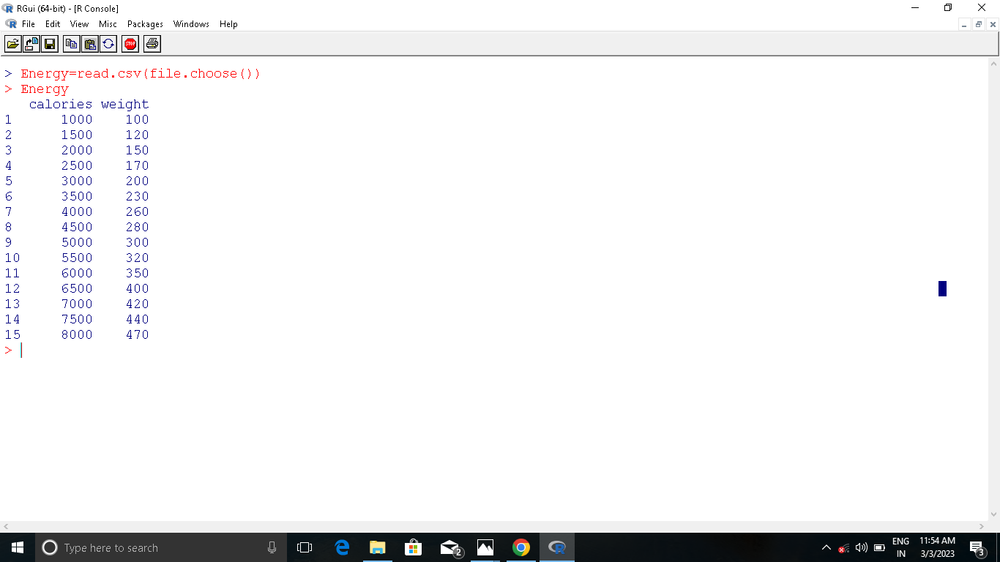 RGui (64-bit) - [R Console]
File Edit View Misc Packages Windows Help
STOP
> Energy=read.csv(file.choose())
> Energy
calories weight
1 1000 100
2 1500 120
3 2000 150
4 2500 170
5 3000 200
6 3500 230
7 4000 260
8 4500 280
9 5000 300
10 5500 320
11 6000 350
12 6500 400
13 7000 420
14 7500 440
15 8000 470
>
Type here to search
2
ENG
IN
11:54 AM
3/3/2023
3